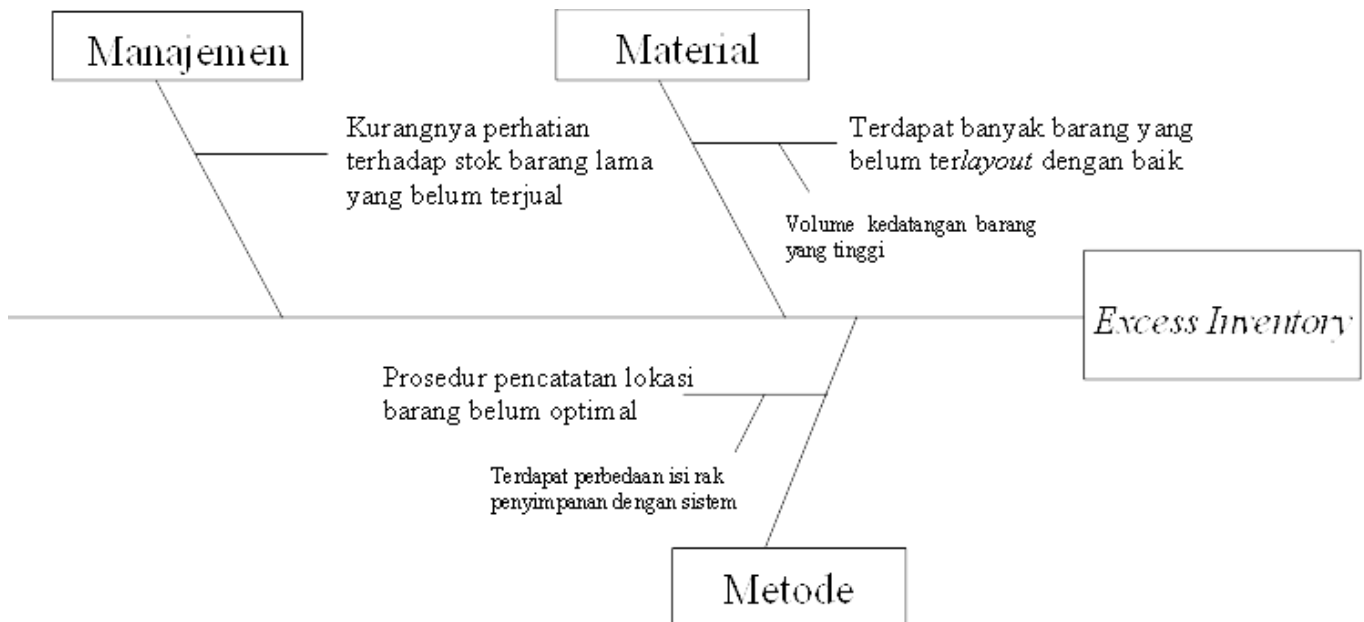 Manajemen
Material
Kurangnya perhatian
terhadap stok barang lama
yang belum terjual
Terdapat banyak barang yang
belum terlayout dengan baik
Volume kedatangan barang
yang tinggi
Excess Inventory
Prosedur pencatatan lokasi
barang belum optimal
Terdapat perbedaan isi rak
penyimpanan dengan sistem
Metode